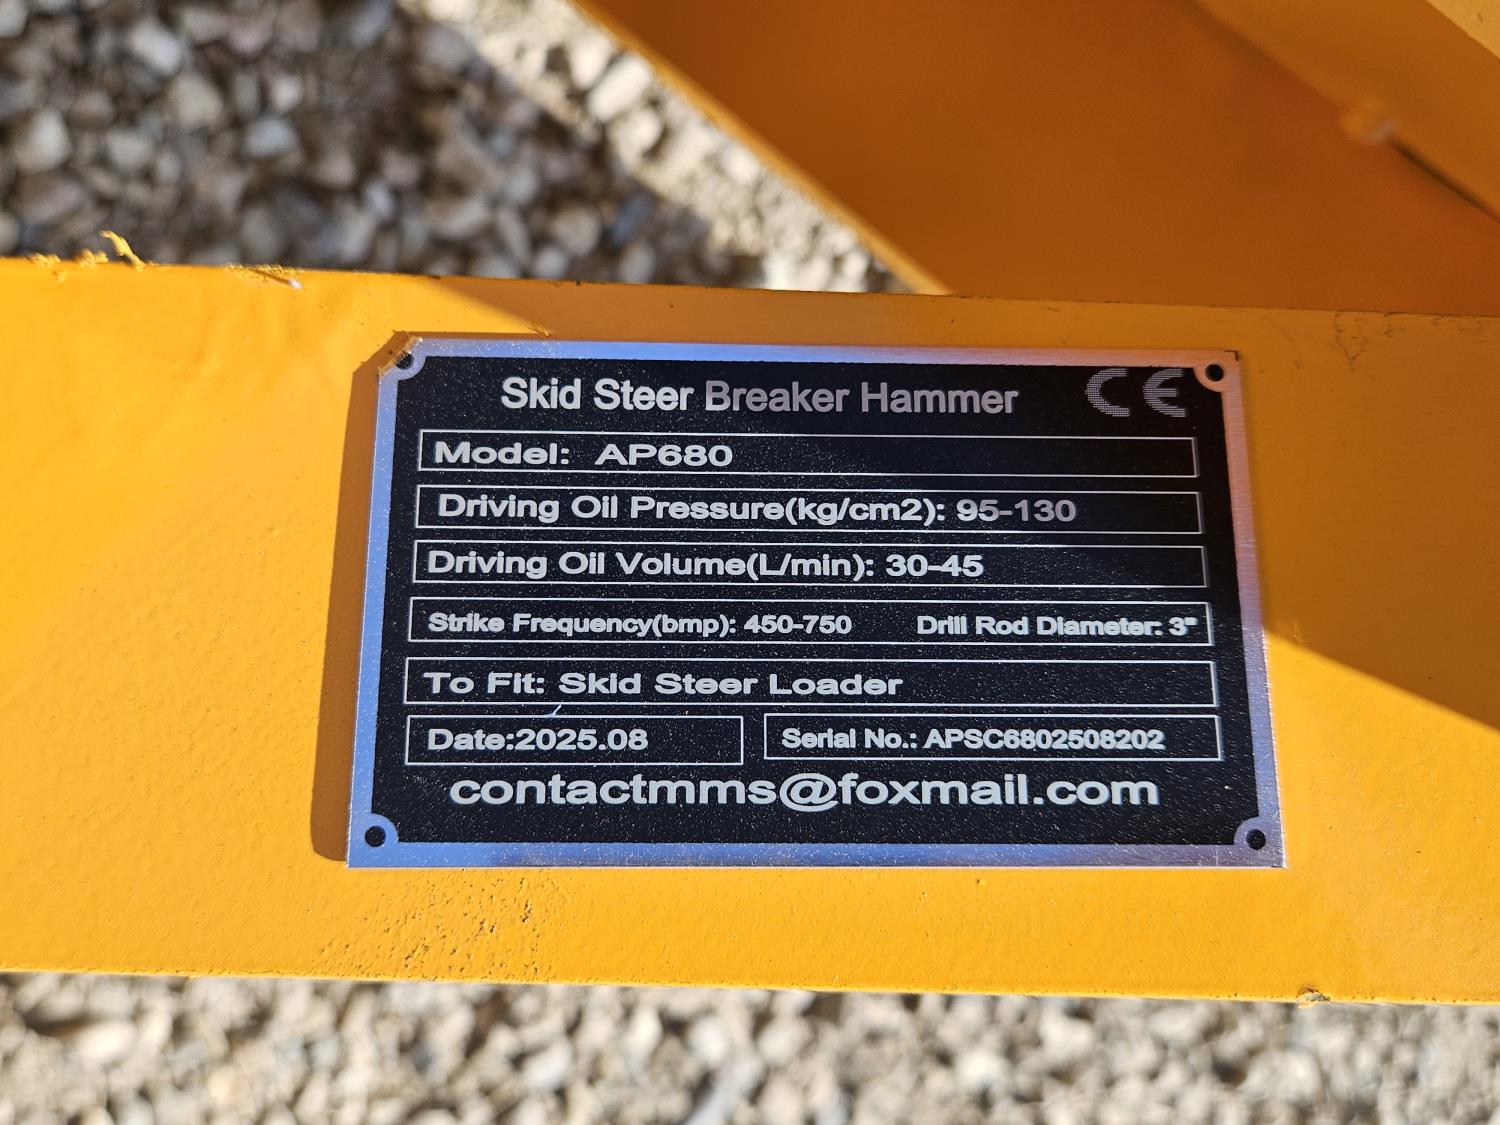 Skid Steer Breaker Hammer CE
Model: AP680
Driving Oil Pressure(kg/cm2): 95-130
Driving Oil Volume(L/min): 30-45
Strike Frequency(bmp): 450-750 Drill Rod Diameter: 3"
To Fit: Skid Steer Loader
Date:2025.08 Serial No.: APSC6802508202
contactmms@foxmail.com